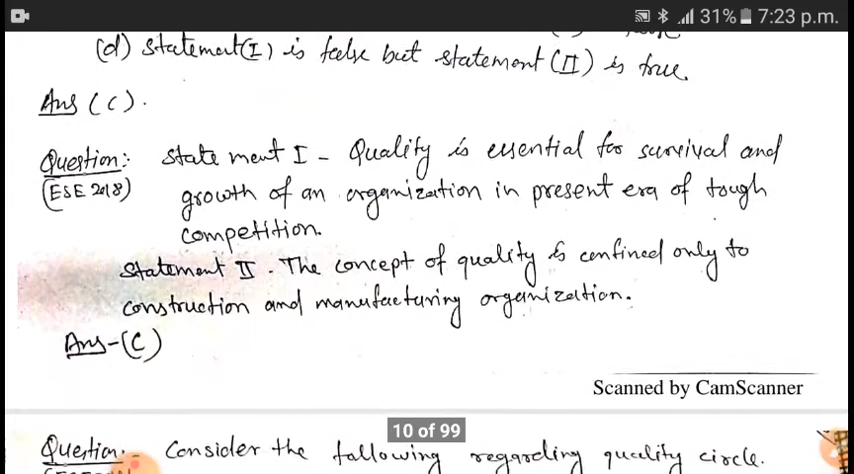 31% 7:23 p.m.
(d) Statement(I) is false but statement (II) is true.
Ans (C).
Question:- Statement I - Quality is essential for survival and
(ESE 2018) growth of an organization in present era of tough
competition.
Statement II. The concept of quality is confined only to
construction and manufacturing organization.
Ans-(C)
Scanned by CamScanner
10 of 99
Question:- Consider the following regarding quality circle.